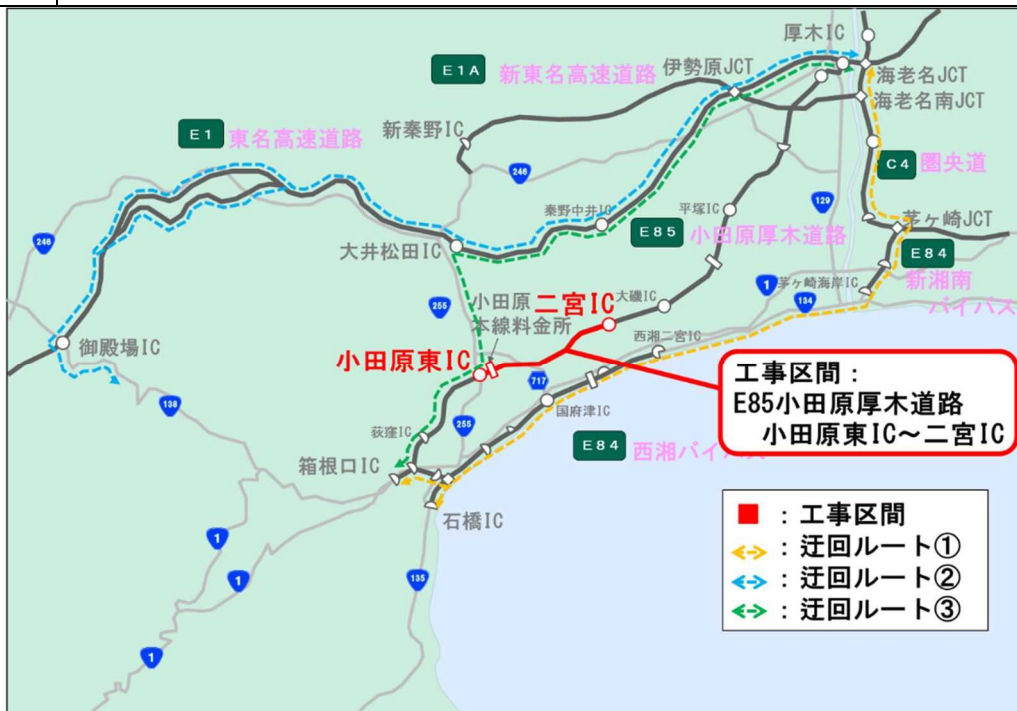 厚木IC
E1A
新東名高速道路
伊勢原JCT
海老名JCT
海老名南JCT
新秦野IC
E1
東名高速道路
246
C4
圏央道
129
秦野中井IC
平塚IC
茅ヶ崎JCT
246
大井松田IC
E85
小田原厚木道路
E84
新湘南
バイパス
255
小田原
本線料金所
二宮IC
大磯IC
1
134
茅ヶ崎海岸IC
御殿場IC
小田原東IC
西湘二宮IC
717
138
255
国府津IC
荻窪IC
E84
西湘バイパス
箱根口IC
石橋IC
1
1
135
1
工事区間：
E85小田原厚木道路
小田原東IC～二宮IC
：工事区間
：迂回ルート①
：迂回ルート②
：迂回ルート③